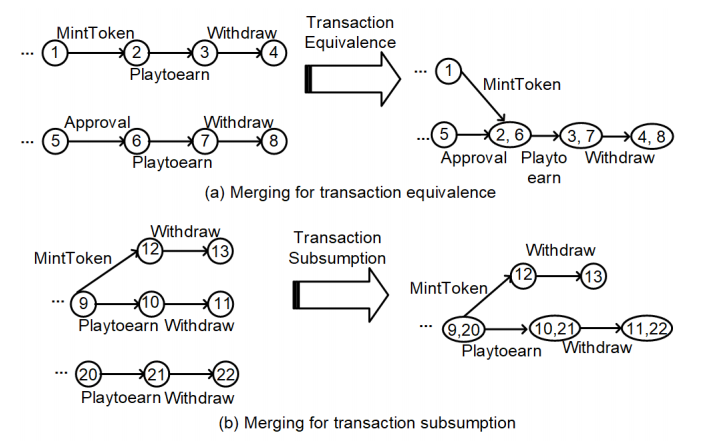 MintToken Withdraw
... 1 2 3 4
Playtoearn
Transaction
Equivalence
Approval Withdraw
... 5 6 7 8
Playtoearn
... 1
MintToken
... 5 2, 6 3, 7 4, 8
Approval Playto Withdraw
earn
(a) Merging for transaction equivalence
Withdraw
12 13
MintToken
... 9 10 11
Playtoearn Withdraw
... 20 21 22
Playtoearn Withdraw
Transaction
Subsumption
Withdraw
12 13
MintToken
... 9,20 10,21 11,22
Playtoearn Withdraw
(b) Merging for transaction subsumption